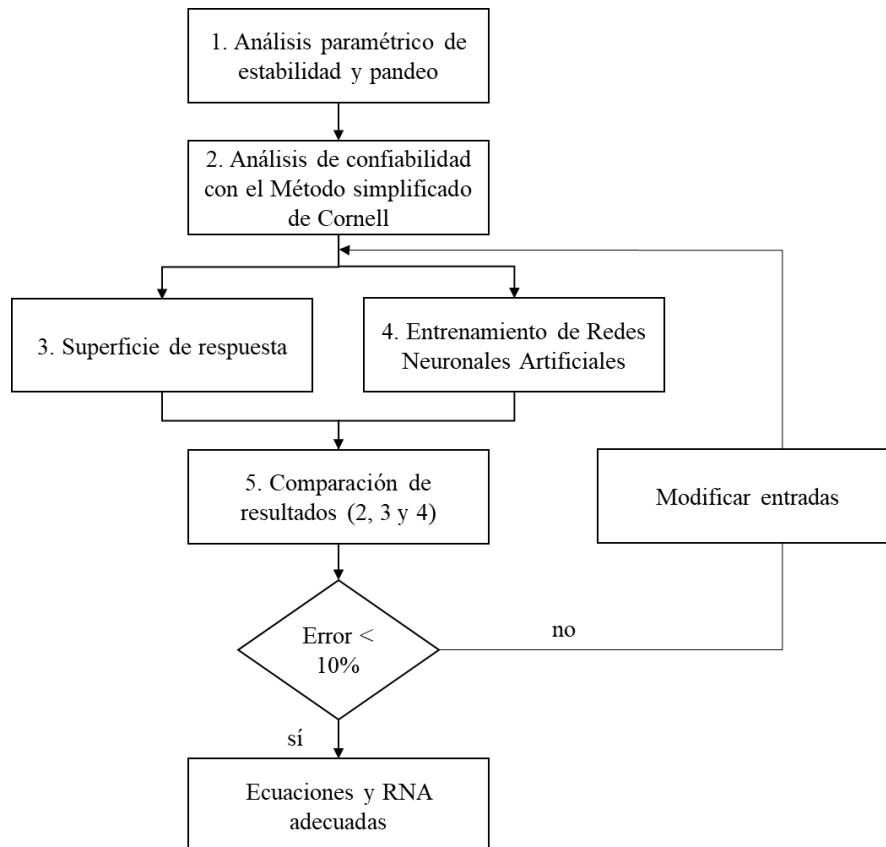 1. Análisis paramétrico de
estabilidad y pandeo
2. Análisis de confiabilidad
con el Método simplificado
de Cornell
3. Superficie de respuesta
4. Entrenamiento de Redes
Neuronales Artificiales
5. Comparación de
resultados (2, 3 y 4)
Modificar entradas
Error <
10%
no
sí
Ecuaciones y RNA
adecuadas